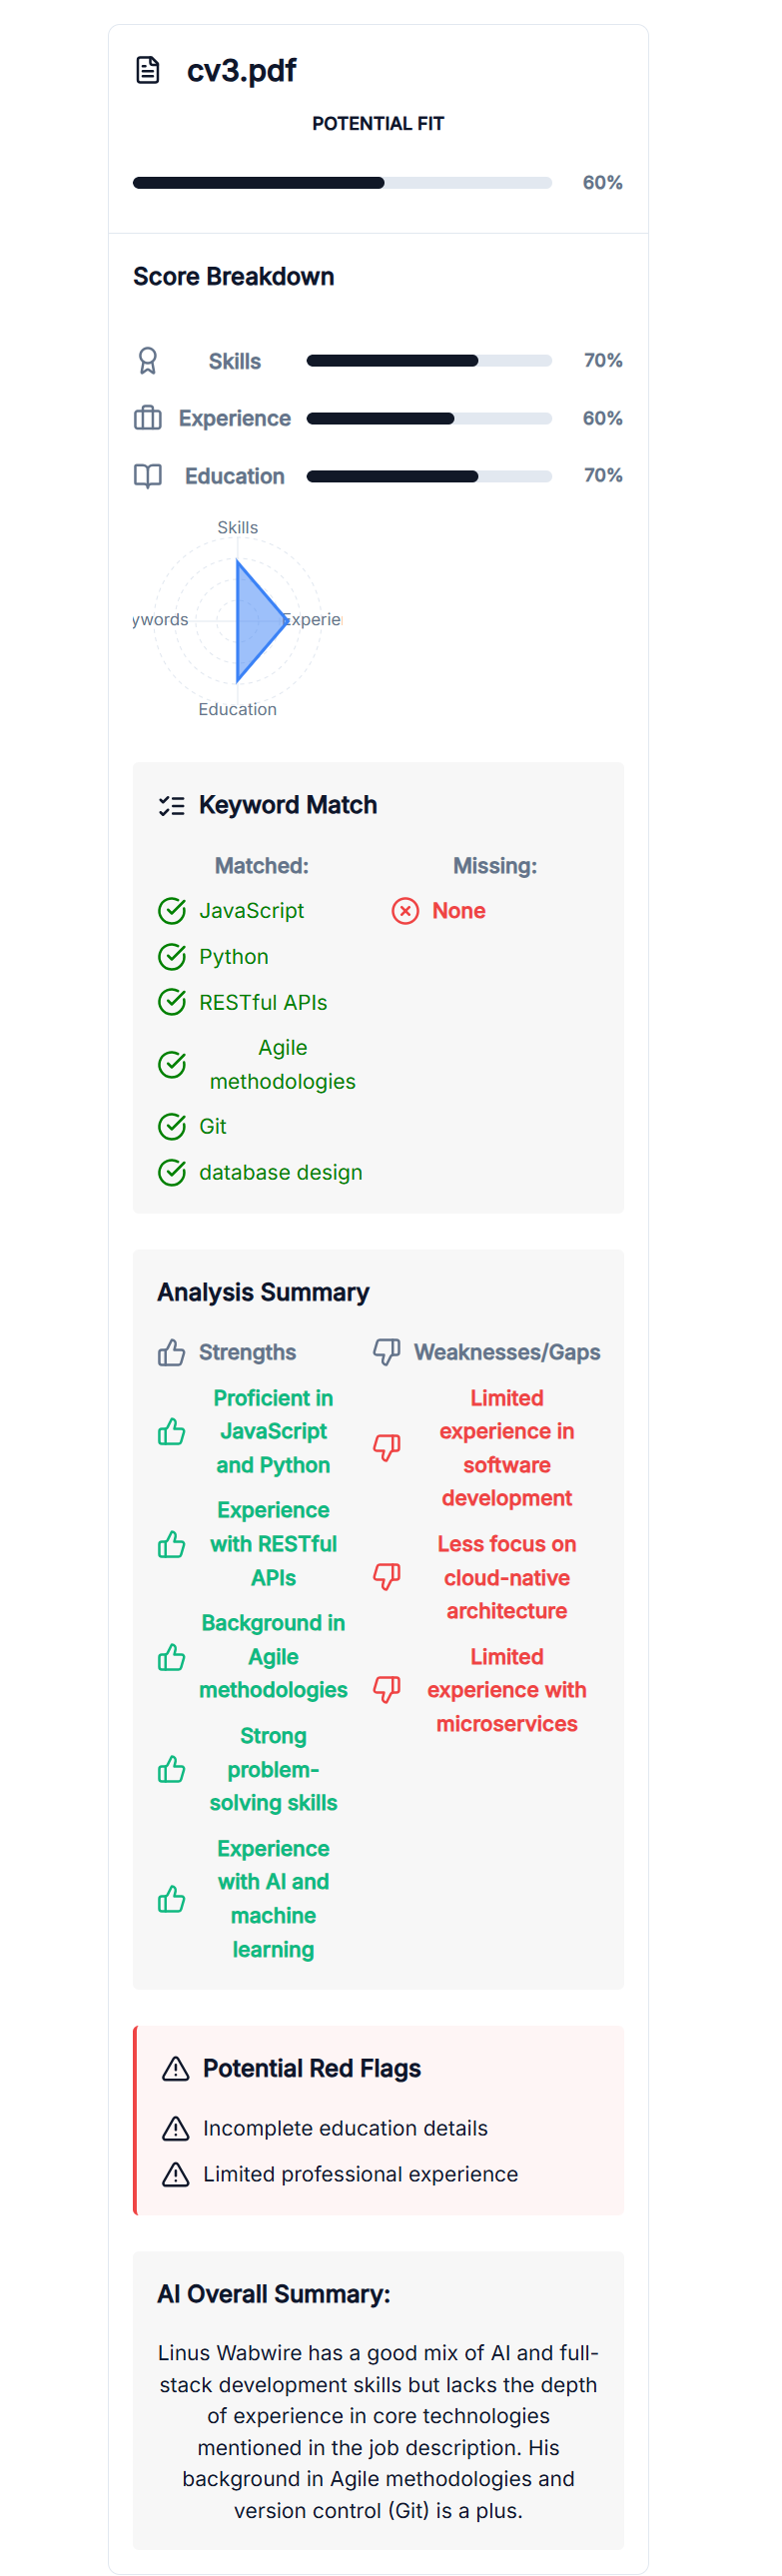 cv3.pdf
POTENTIAL FIT
60%
Score Breakdown
Skills 70%
Experience 60%
Education 70%
Skills
ywords Experie
Education
Keyword Match
Matched:
JavaScript
Python
RESTful APIs
Agile
methodologies
Git
database design
Missing:
None
Analysis Summary
Strengths
Proficient in
JavaScript
and Python
Experience
with RESTful
APIs
Background in
Agile
methodologies
Strong
problem-
solving skills
Experience
with AI and
machine
learning
Weaknesses/Gaps
Limited
experience in
software
development
Less focus on
cloud-native
architecture
Limited
experience with
microservices
Potential Red Flags
Incomplete education details
Limited professional experience
AI Overall Summary:
Linus Wabwire has a good mix of AI and full-
stack development skills but lacks the depth
of experience in core technologies
mentioned in the job description. His
background in Agile methodologies and
version control (Git) is a plus.